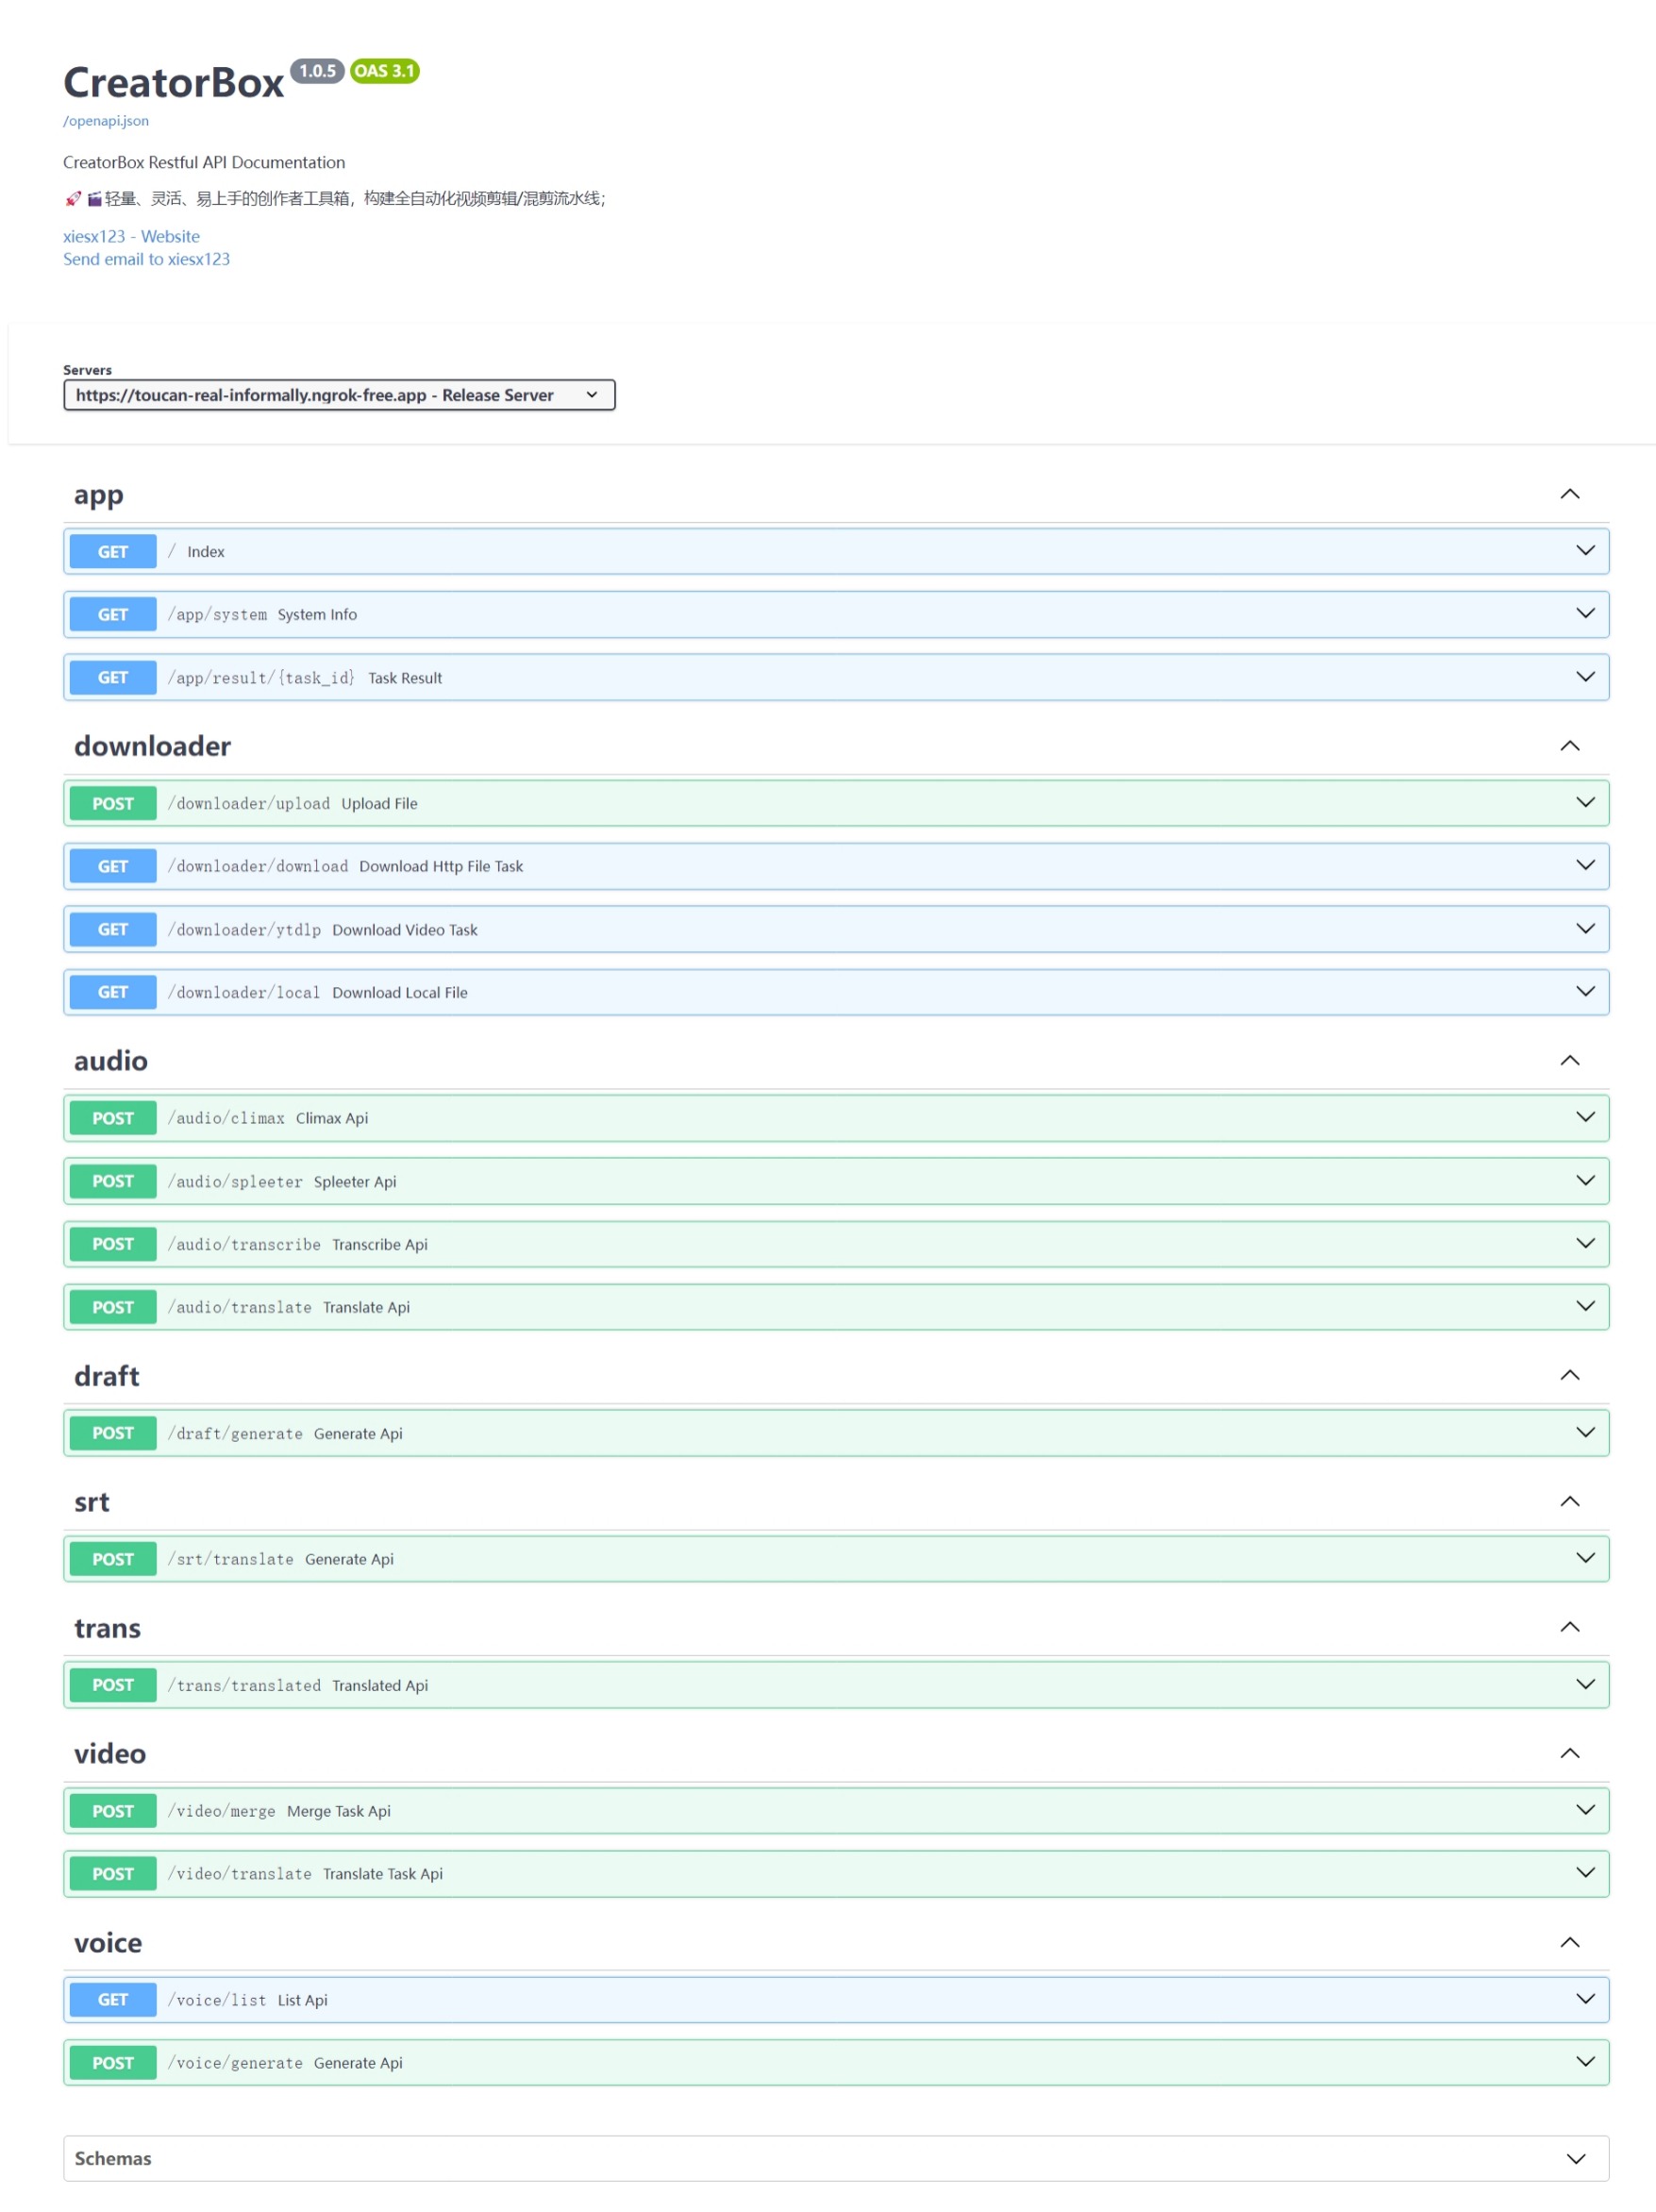 CreatorBox 1.0.5 OAS 3.1
/openapi.json
CreatorBox Restful API Documentation
🚀 🎬轻量、灵活、易上手的创作者工具箱，构建全自动化视频剪辑/混剪流水线；
xiesx123 - Website
Send email to xiesx123
Servers
https://toucan-real-informally.ngrok-free.app - Release Server
app
GET / Index
GET /app/system System Info
GET /app/result/{task_id} Task Result
downloader
POST /downloader/upload Upload File
GET /downloader/download Download Http File Task
GET /downloader/ytdlp Download Video Task
GET /downloader/local Download Local File
audio
POST /audio/climax Climax Api
POST /audio/spleeter Spleeter Api
POST /audio/transcribe Transcribe Api
POST /audio/translate Translate Api
draft
POST /draft/generate Generate Api
srt
POST /srt/translate Generate Api
trans
POST /trans/translated Translated Api
video
POST /video/merge Merge Task Api
POST /video/translate Translate Task Api
voice
GET /voice/list List Api
POST /voice/generate Generate Api
Schemas